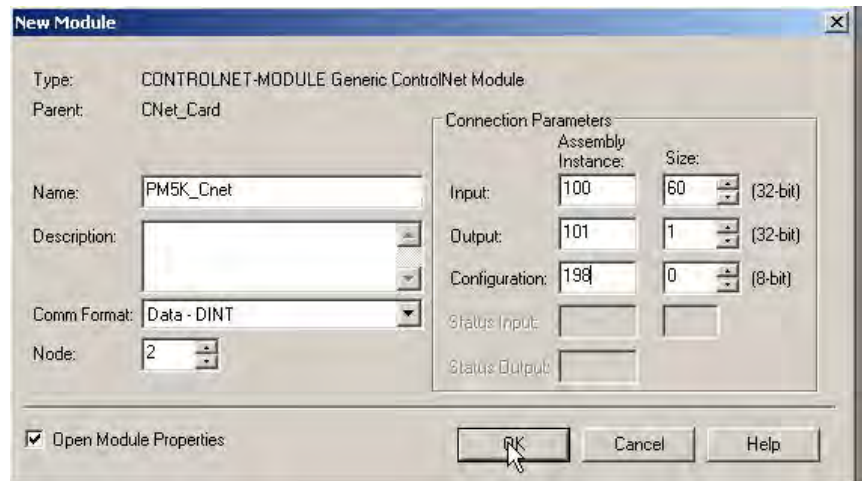 New Module
Type: CONTROLNET-MODULE Generic ControlNet Module
Parent: CNet_Card
Connection Parameters
Assembly Instance: Size:
Name: PM5K_Cnet
Input: 100 60 (32-bit)
Description:
Output: 101 1 (32-bit)
Configuration: 198 0 (8-bit)
Comm Format: Data - DINT
Status Input:
Node: 2
Status Output:
Open Module Properties
OK Cancel Help